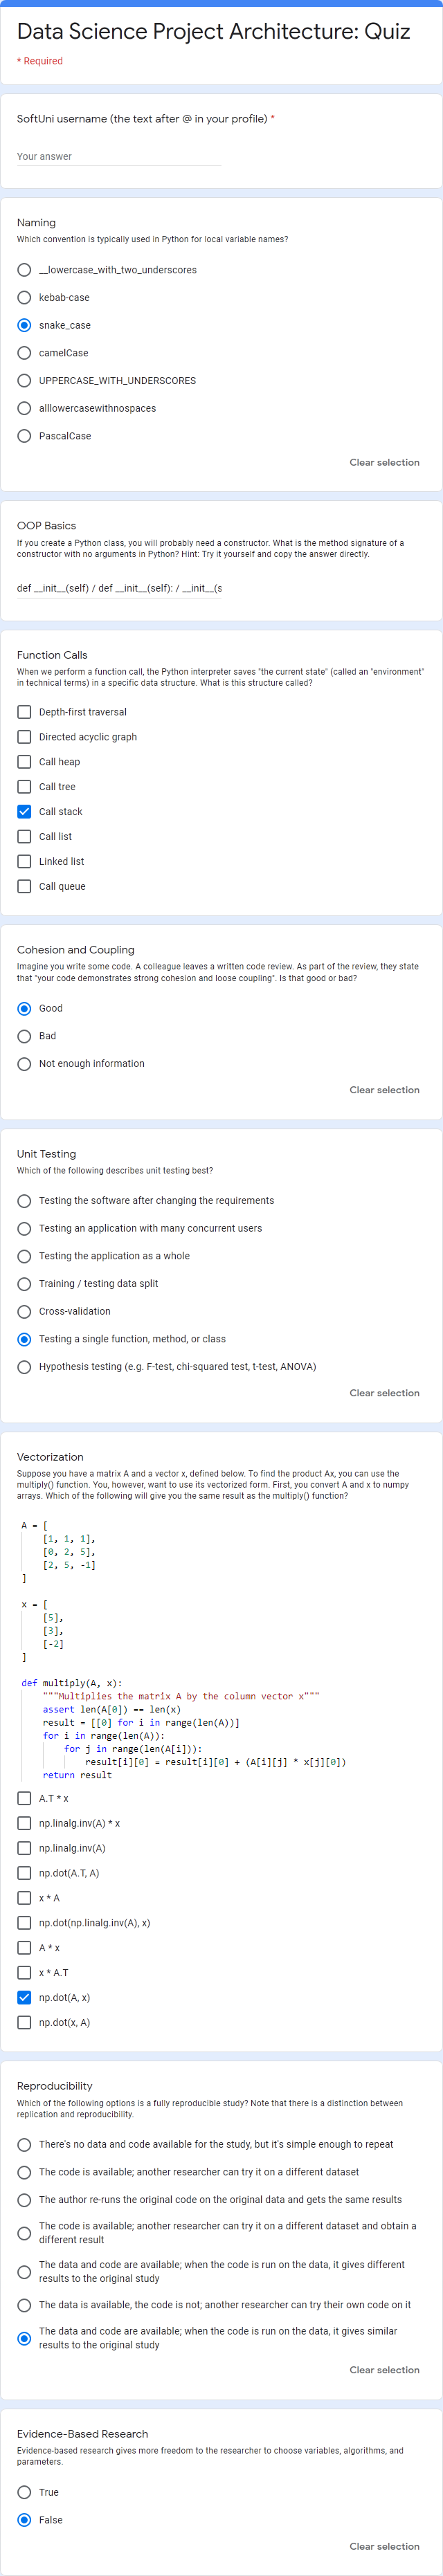 Data Science Project Architecture: Quiz
* Required
SoftUni username (the text after @ in your profile) *
Your answer
Naming
Which convention is typically used in Python for local variable names?
__lowercase_with_two_underscores
kebab-case
snake_case
camelCase
UPPERCASE_WITH_UNDERSCORES
alllowercasewithnospaces
PascalCase
Clear selection
OOP Basics
If you create a Python class, you will probably need a constructor. What is the method signature of a
constructor with no arguments in Python? Hint: Try it yourself and copy the answer directly.
def __init__(self) / def __init__(self): / __init__(s
Function Calls
When we perform a function call, the Python interpreter saves "the current state" (called an "environment"
in technical terms) in a specific data structure. What is this structure called?
Depth-first traversal
Directed acyclic graph
Call heap
Call tree
Call stack
Call list
Linked list
Call queue
Cohesion and Coupling
Imagine you write some code. A colleague leaves a written code review. As part of the review, they state
that "your code demonstrates strong cohesion and loose coupling". Is that good or bad?
Good
Bad
Not enough information
Clear selection
Unit Testing
Which of the following describes unit testing best?
Testing the software after changing the requirements
Testing an application with many concurrent users
Testing the application as a whole
Training / testing data split
Cross-validation
Testing a single function, method, or class
Hypothesis testing (e.g. F-test, chi-squared test, t-test, ANOVA)
Clear selection
Vectorization
Suppose you have a matrix A and a vector x, defined below. To find the product Ax, you can use the
multiply() function. You, however, want to use its vectorized form. First, you convert A and x to numpy
arrays. Which of the following will give you the same result as the multiply() function?
A = [
[1, 1, 1],
[0, 2, 5],
[2, 5, -1]
]
x = [
[5],
[3],
[-2]
]
def multiply(A, x):
"""Multiplies the matrix A by the column vector x"""
assert len(A[0]) == len(x)
result = [[0] for i in range(len(A))]
for i in range(len(A)):
for j in range(len(A[i])):
result[i][0] = result[i][0] + (A[i][j] * x[j][0])
return result
A.T * x
np.linalg.inv(A) * x
np.linalg.inv(A)
np.dot(A.T, A)
x * A
np.dot(np.linalg.inv(A), x)
A * x
x * A.T
np.dot(A, x)
np.dot(x, A)
Reproducibility
Which of the following options is a fully reproducible study? Note that there is a distinction between
replication and reproducibility.
There's no data and code available for the study, but it's simple enough to repeat
The code is available; another researcher can try it on a different dataset
The author re-runs the original code on the original data and gets the same results
The code is available; another researcher can try it on a different dataset and obtain a
different result
The data and code are available; when the code is run on the data, it gives different
results to the original study
The data is available, the code is not; another researcher can try their own code on it
The data and code are available; when the code is run on the data, it gives similar
results to the original study
Clear selection
Evidence-Based Research
Evidence-based research gives more freedom to the researcher to choose variables, algorithms, and
parameters.
True
False
Clear selection